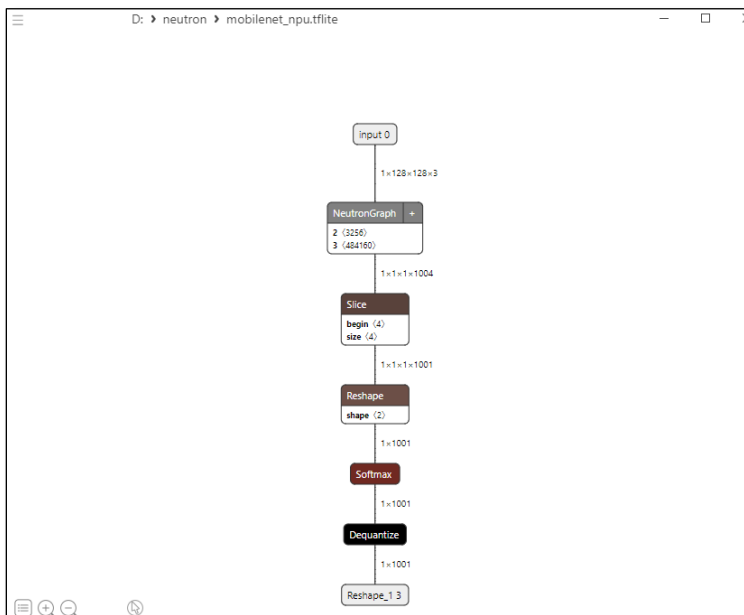 D: › neutron › mobilenet_npu.tflite
input 0
1×128×128×3
NeutronGraph +
2 ⟨3256⟩
3 ⟨484160⟩
1×1×1×1004
Slice
begin ⟨4⟩
size ⟨4⟩
1×1×1×1001
Reshape
shape ⟨2⟩
1×1001
Softmax
1×1001
Dequantize
1×1001
Reshape_1 3